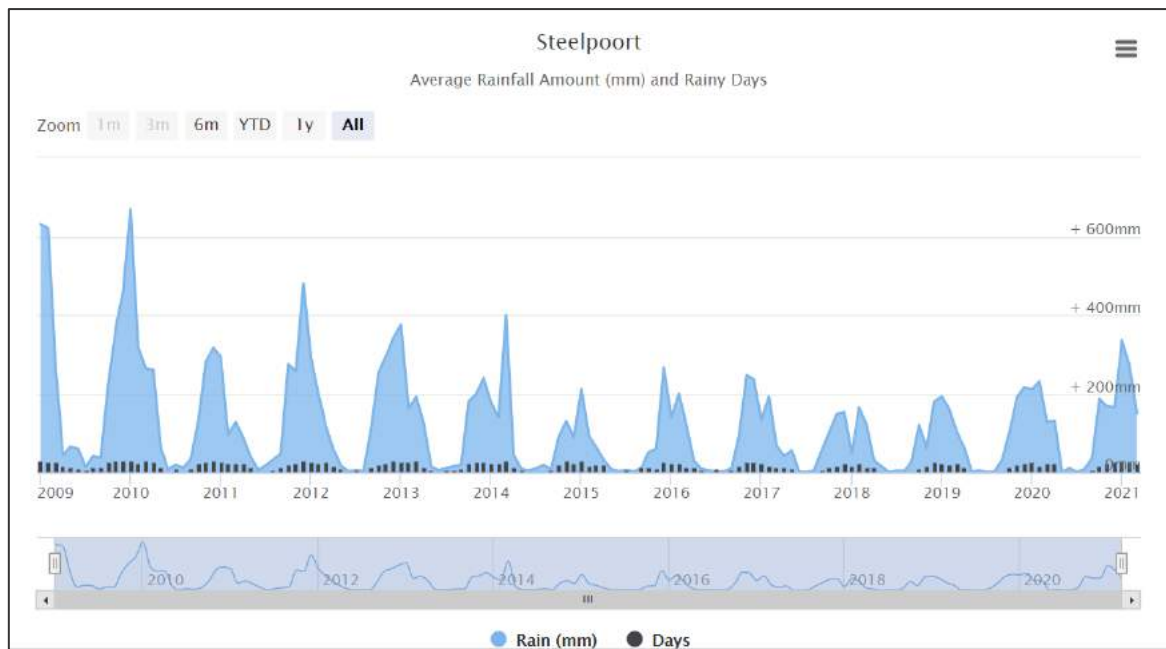 Steelpoort
Average Rainfall Amount (mm) and Rainy Days
Zoom 1m 3m 6m YTD 1y All
+ 600mm
+ 400mm
+ 200mm
0mm
2009 2010 2011 2012 2013 2014 2015 2016 2017 2018 2019 2020 2021
2010 2012 2014 2016 2018 2020
Rain (mm) Days